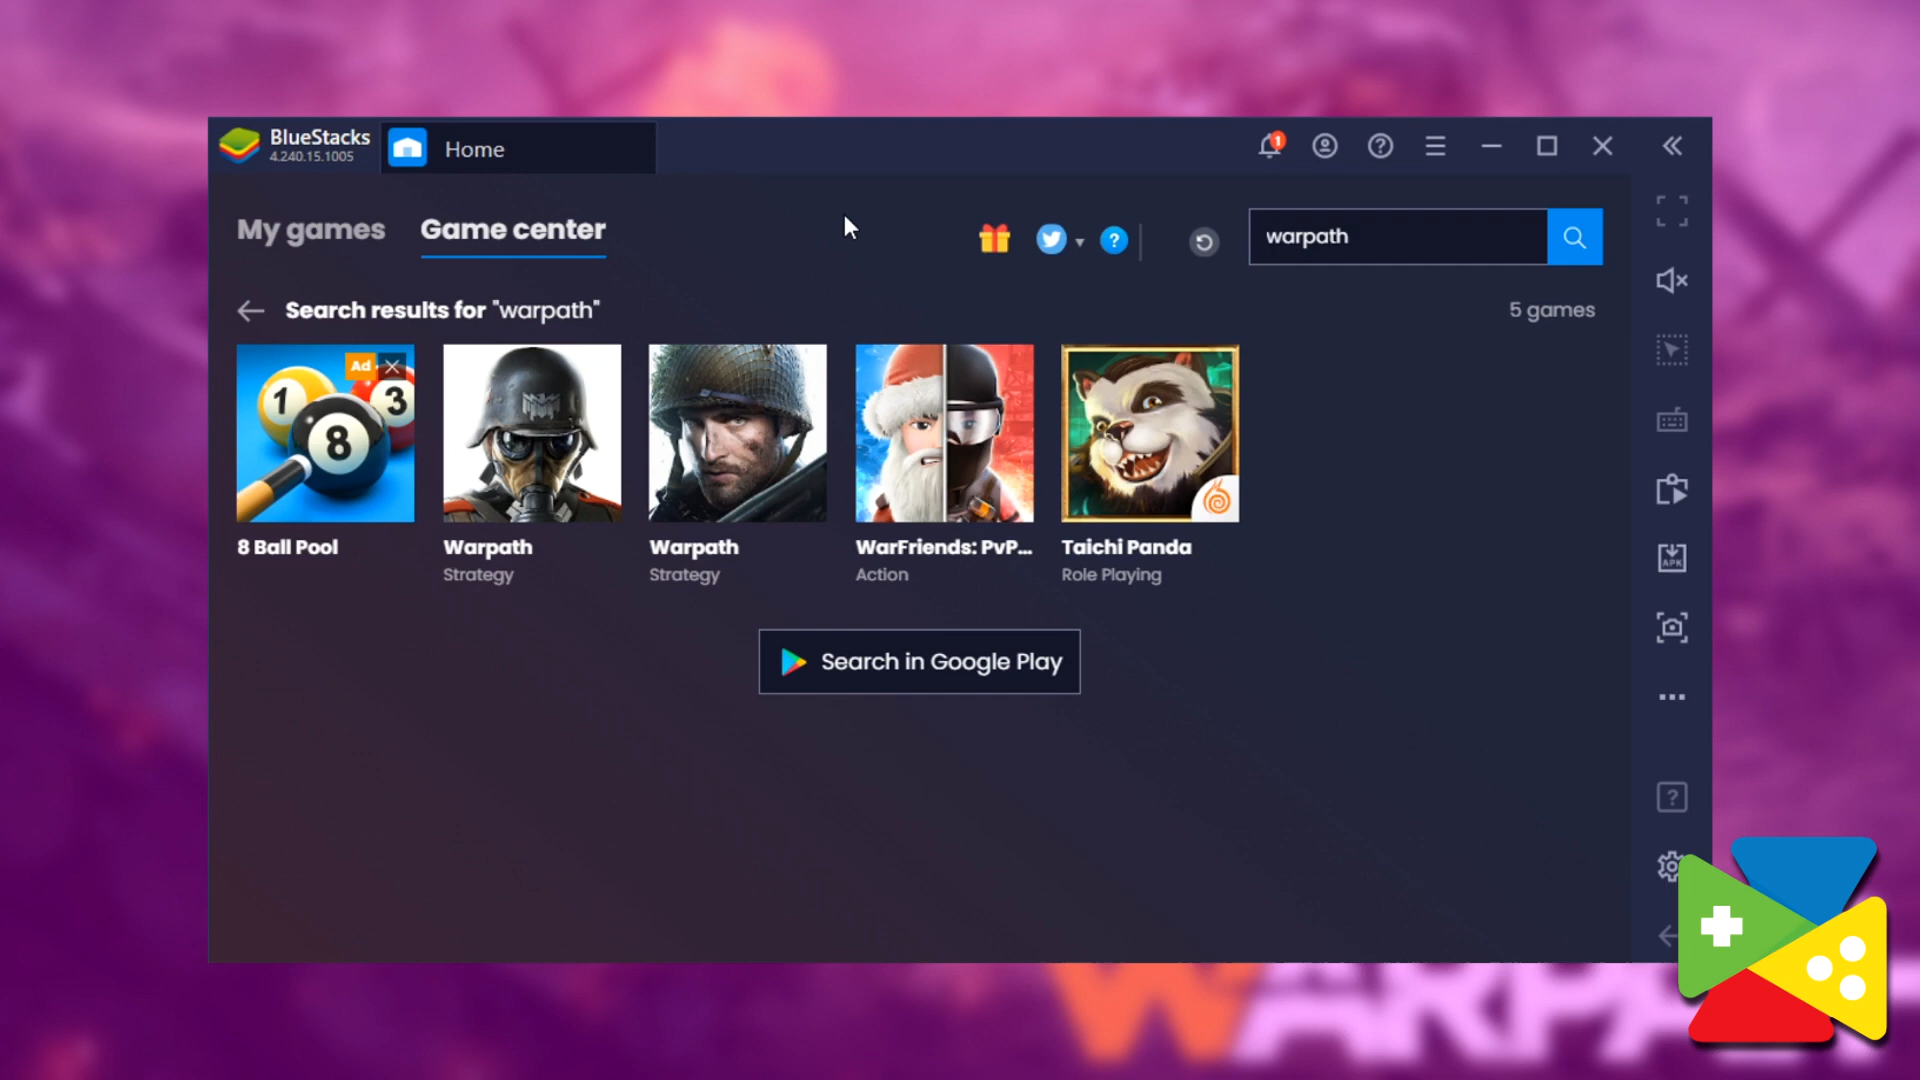 BlueStacks
4.240.15.1005
Home
1
My games
Game center
?
warpath
Search results for "warpath"
5 games
Ad
1
3
8
8 Ball Pool
Warpath
Strategy
Warpath
Strategy
WarFriends: PvP...
Action
Taichi Panda
Role Playing
APK
Search in Google Play
?